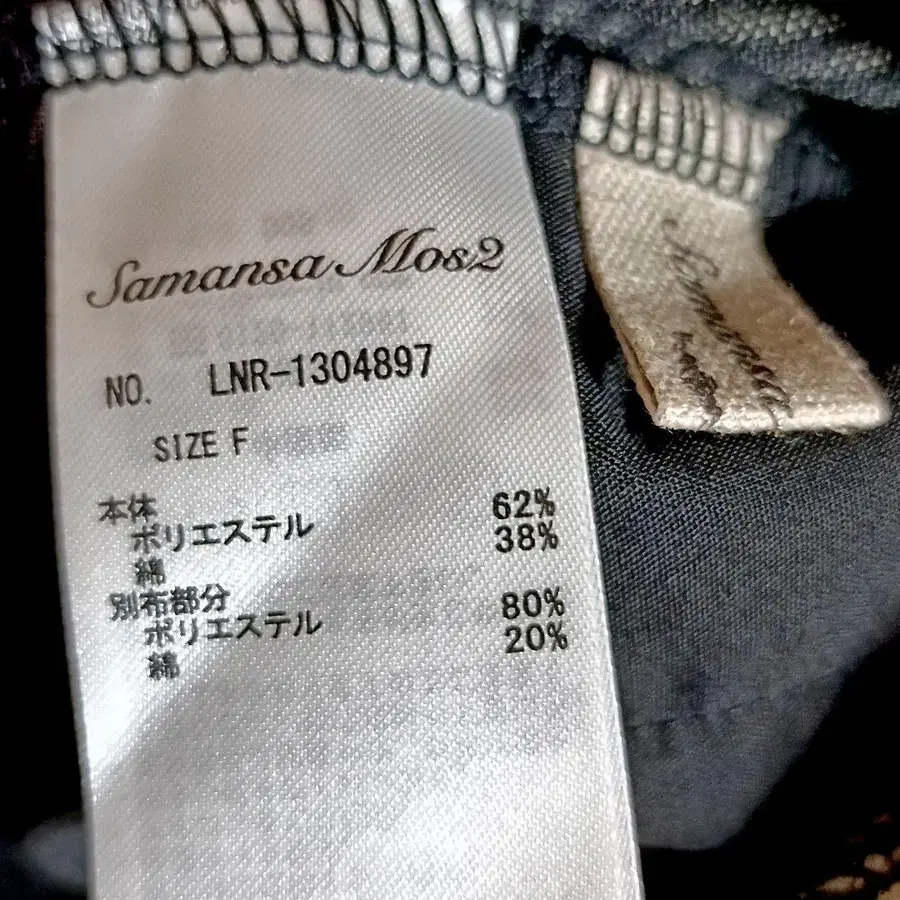 Samansa Mos2
NO. LNR-1304897
SIZE F
本体
ポリエステル 62%
綿 38%
別布部分
ポリエステル 80%
綿 20%
Samansa